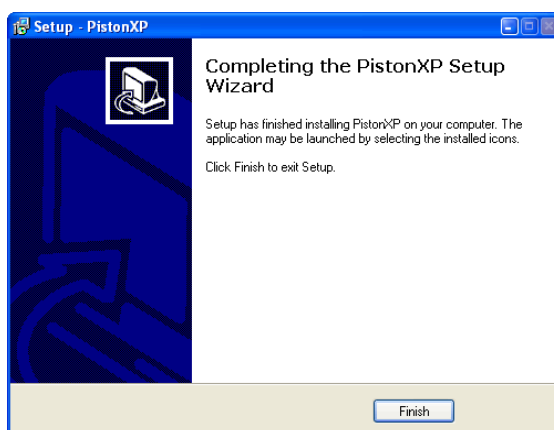 Setup - PistonXP
Completing the PistonXP Setup
Wizard
Setup has finished installing PistonXP on your computer. The
application may be launched by selecting the installed icons.
Click Finish to exit Setup.
Finish